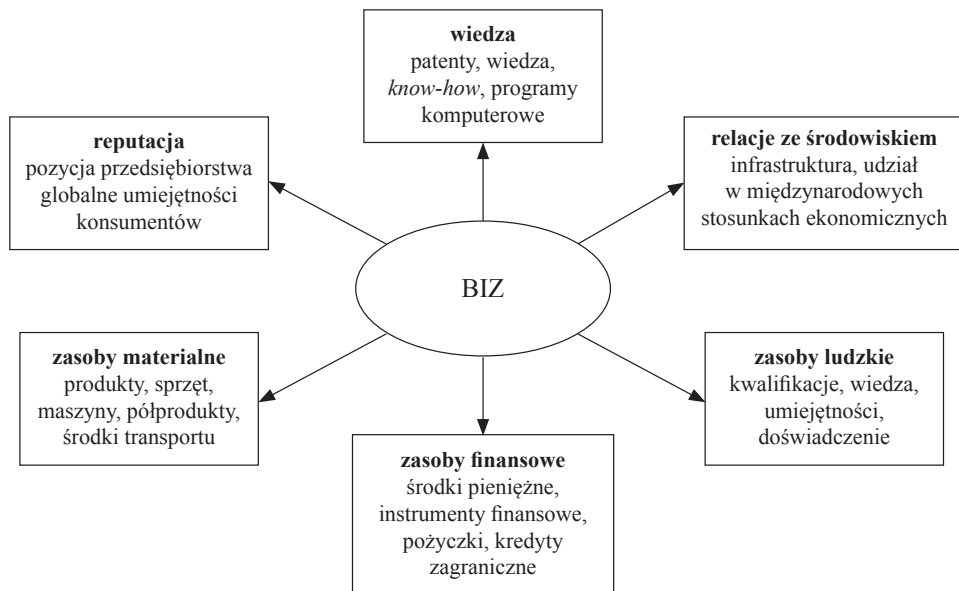 wiedza
patenty, wiedza,
know-how, programy
komputerowe
reputacja
pozycja przedsiębiorstwa
globalne umiejętności
konsumentów
relacje ze środowiskiem
infrastruktura, udział
w międzynarodowych
stosunkach ekonomicznych
BIZ
zasoby materialne
produkty, sprzęt,
maszyny, półprodukty,
środki transportu
zasoby ludzkie
kwalifikacje, wiedza,
umiejętności,
doświadczenie
zasoby finansowe
środki pieniężne,
instrumenty finansowe,
pożyczki, kredyty
zagraniczne